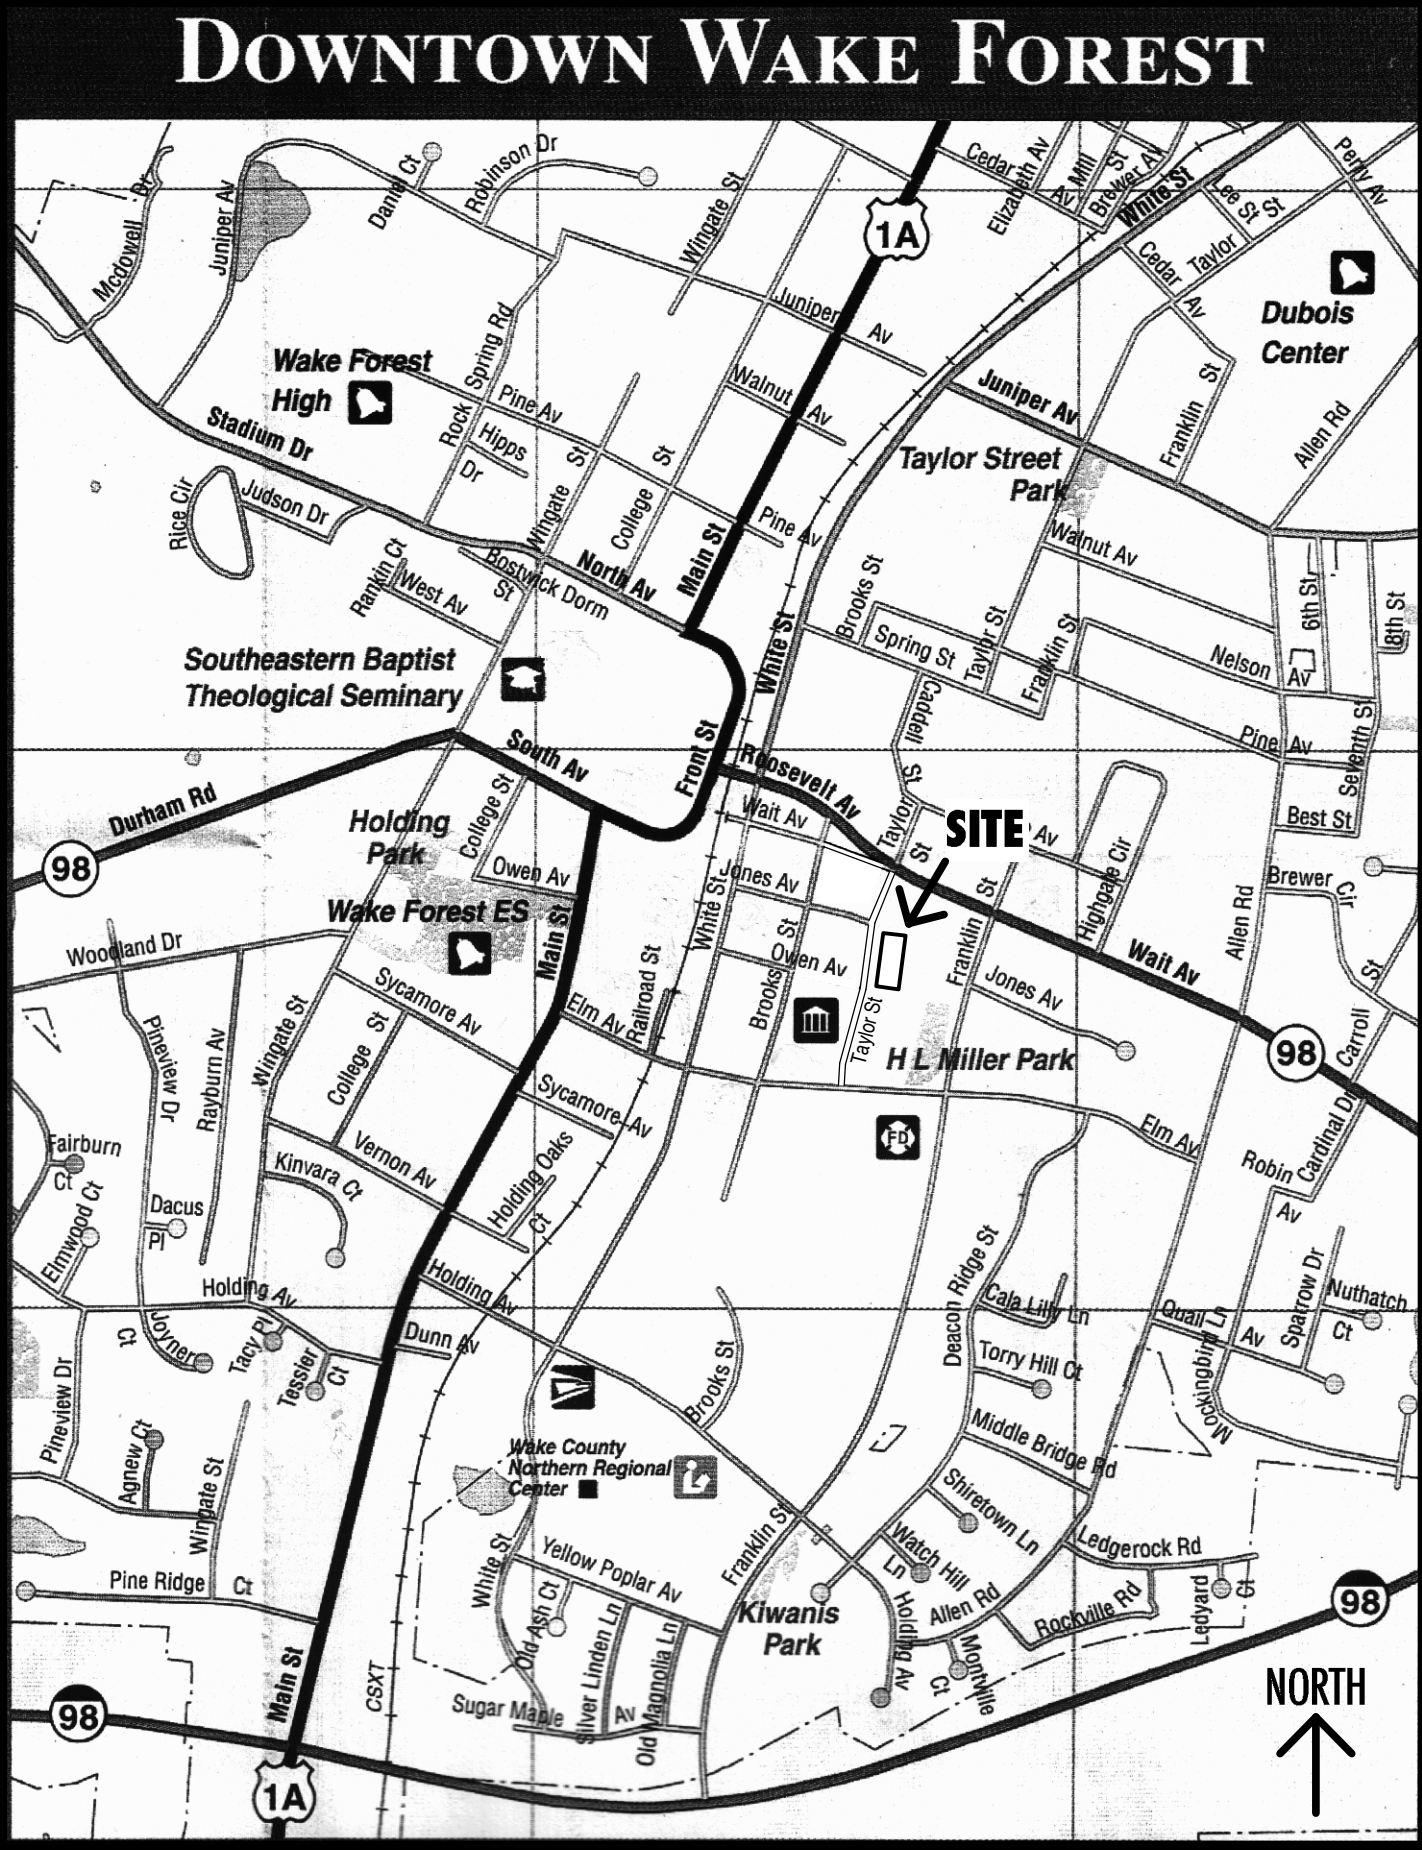 DOWNTOWN WAKE FOREST
Mcdowell Dr
Juniper Av
Daniel Ct
Robinson Dr
Wingate St
1A
Cedar Av
Elizabeth Av
Mill St
Brewer Av
White St
Lee St
Taylor St
Perry Av
Cedar Av
Dubois
Center
Juniper Av
Wake Forest
High
Spring Rd
Rock
Pine Av
Hipps
Dr
Walnut Av
Juniper Av
Franklin St
Allen Rd
Stadium Dr
Rice Cir
Judson Dr
Wingate St
College St
Main St
Pine Av
Taylor Street
Park
Walnut Av
Rankin Ct
West Av
Bostwick Dorm
St
North Av
Brooks St
Spring St
Taylor St
Franklin St
Nelson Av
6th St
8th St
Southeastern Baptist
Theological Seminary
White St
Caddell St
Pine Av
Seventh St
Best St
South Av
Front St
Roosevelt Av
Durham Rd
98
Holding
Park
College St
Owen Av
Wait Av
Taylor St
SITE
Av
Highgate Cir
Allen Rd
Brewer Cir
Wake Forest ES
Main St
Jones Av
White St
Brooks St
Owen Av
Franklin St
Wait Av
Jones Av
St
Carroll
98
Woodland Dr
Sycamore Av
Elm Av
Railroad St
Taylor St
H L Miller Park
Pineview Dr
Rayburn Av
Wingate St
College St
Sycamore Av
FD
Elm Av
Robin Av
Cardinal Dr
Fairburn
Ct
Elmwood Ct
Dacus
Pl
Kinvara Ct
Vernon Av
Holding Oaks
Ct
Deacon Ridge St
Cala Lilly Ln
Quail Ln
Av
Mockingbird
Sparrow Dr
Nuthatch
Ct
Holding Av
Holding Av
Joyner
Ct
Tacy Pl
Tessier
Ct
Dunn Av
Brooks St
Torry Hill Ct
Middle Bridge Rd
Pineview Dr
Agnew Ct
Wingate St
Wake County
Northern Regional
Center
Franklin St
Shiretown Ln
Watch Hill
Ln
Ledgerock Rd
Pine Ridge Ct
White St
Yellow Poplar Av
Old Ash Ct
Silver Linden Ln
Old Magnolia Ln
Kiwanis
Park
Holding Av
Allen Rd
Rockville Rd
Ledyard Ct
98
Montville
Ct
Sugar Maple Av
CSXT
Main St
98
1A
NORTH